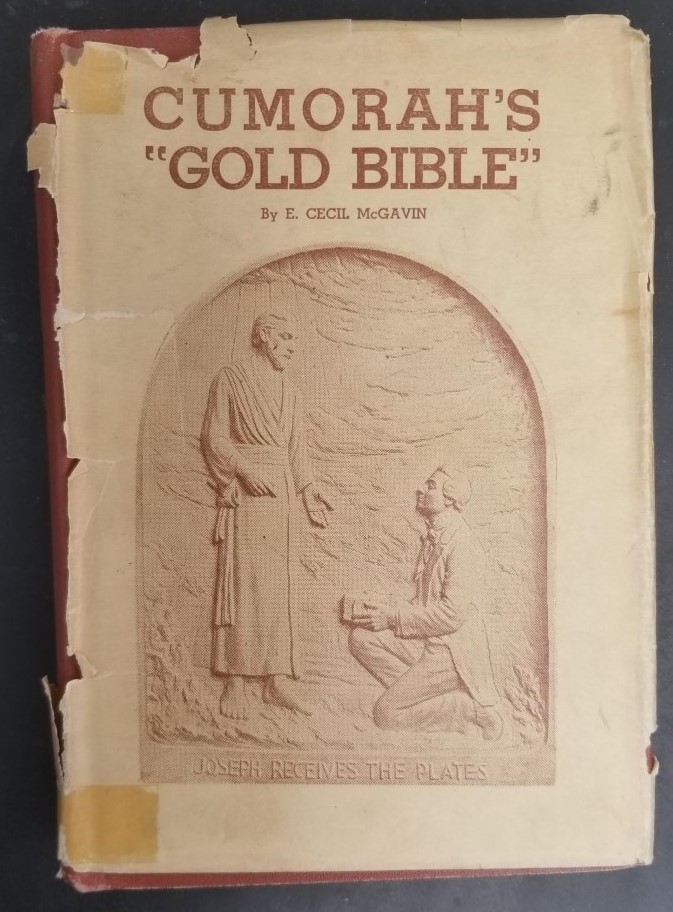 CUMORAH'S
“GOLD BIBLE”
By E. CECIL McGAVIN
JOSEPH RECEIVES THE PLATES